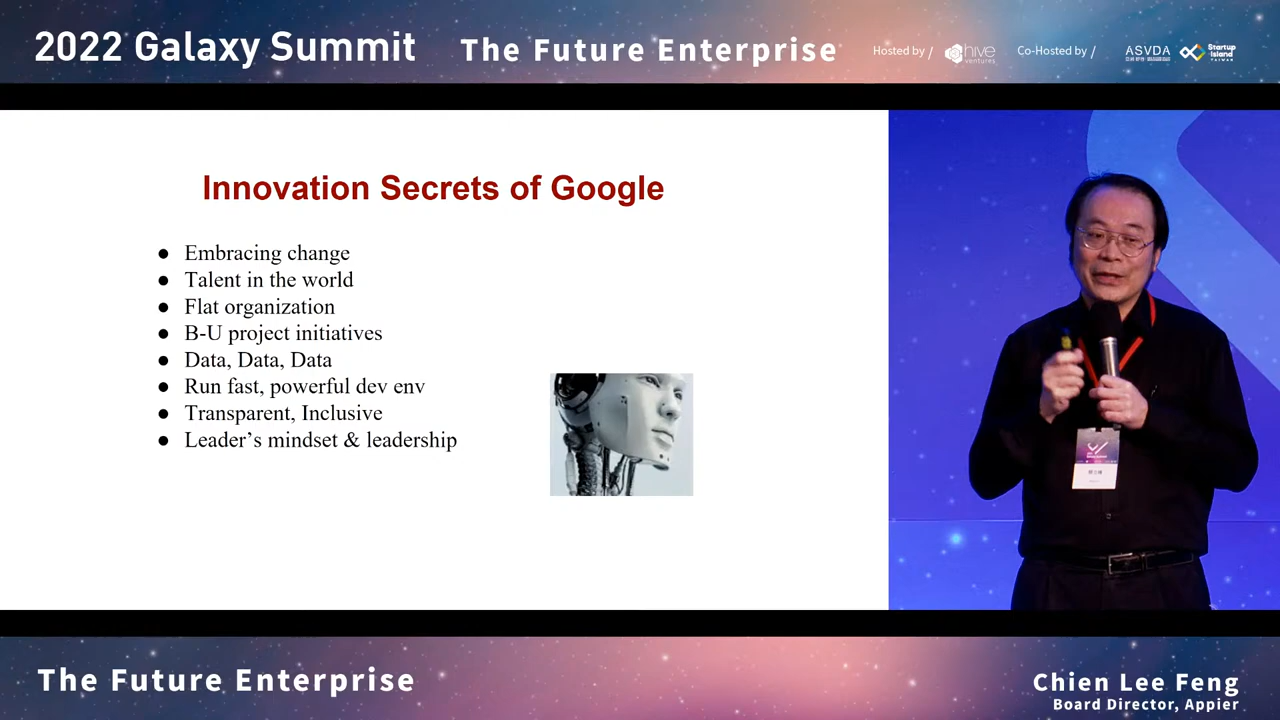 2022 Galaxy Summit
The Future Enterprise
Hosted by /
hive
ventures
Co-Hosted by /
ASVDA
Startup
Island
TAIWAN
Innovation Secrets of Google
● Embracing change
● Talent in the world
● Flat organization
● B-U project initiatives
● Data, Data, Data
● Run fast, powerful dev env
● Transparent, Inclusive
● Leader’s mindset & leadership
The Future Enterprise
Chien Lee Feng
Board Director, Appier